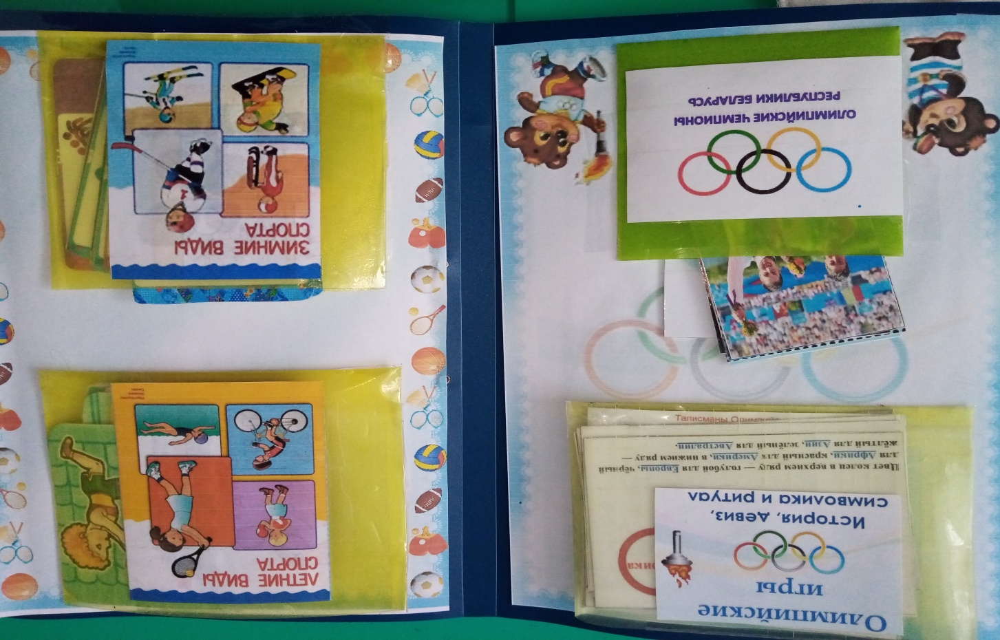 Олимпийские
игры
История, девиз,
символика и ритуал
Цвет колец в верхнем ряду — голубой для Европы, чёрный
для Африки, красный для Америки, в нижнем ряду —
жёлтый для Азии, зелёный для Австралии.
Талисманы
ОЛИМПИЙСКИЕ ЧЕМПИОНЫ
РЕСПУБЛИКИ БЕЛАРУСЬ
ЛЕТНИЕ ВИДЫ
СПОРТА
ЗИМНИЕ ВИДЫ
СПОРТА